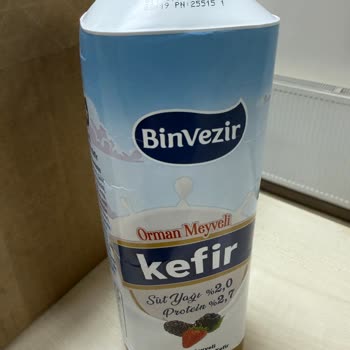 19 PN:25515 1
BinVezir
Orman Meyveli
kefir
Süt Yağı %2,0
Protein %2,7